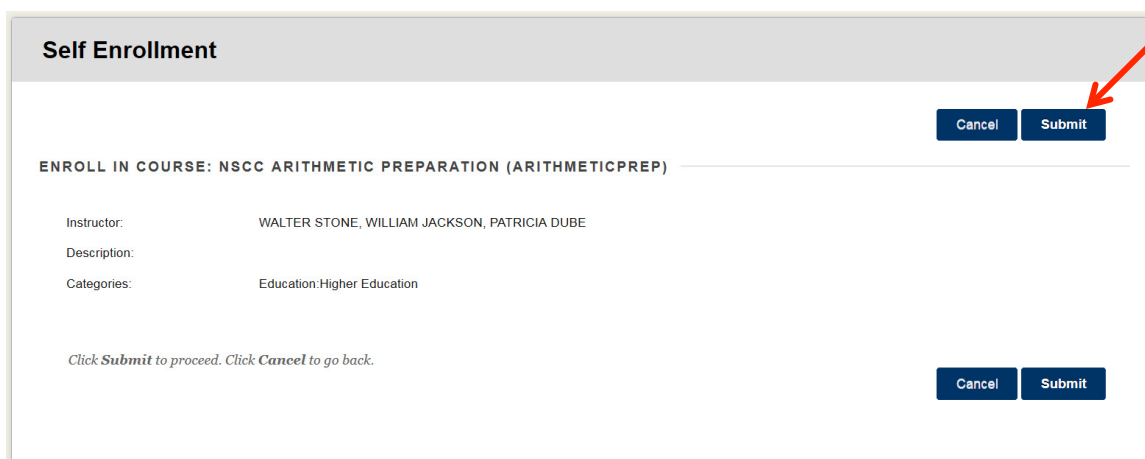 Self Enrollment
Cancel Submit
ENROLL IN COURSE: NSCC ARITHMETIC PREPARATION (ARITHMETICPREP)
Instructor: WALTER STONE, WILLIAM JACKSON, PATRICIA DUBE
Description:
Categories: Education:Higher Education
Click Submit to proceed. Click Cancel to go back.
Cancel Submit